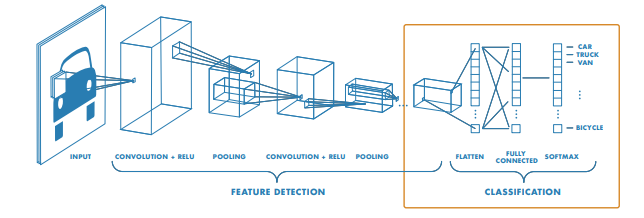 CAR
TRUCK
VAN
BICYCLE
INPUT
CONVOLUTION + RELU
POOLING
CONVOLUTION + RELU
POOLING
FLATTEN
FULLY
CONNECTED
SOFTMAX
FEATURE DETECTION
CLASSIFICATION